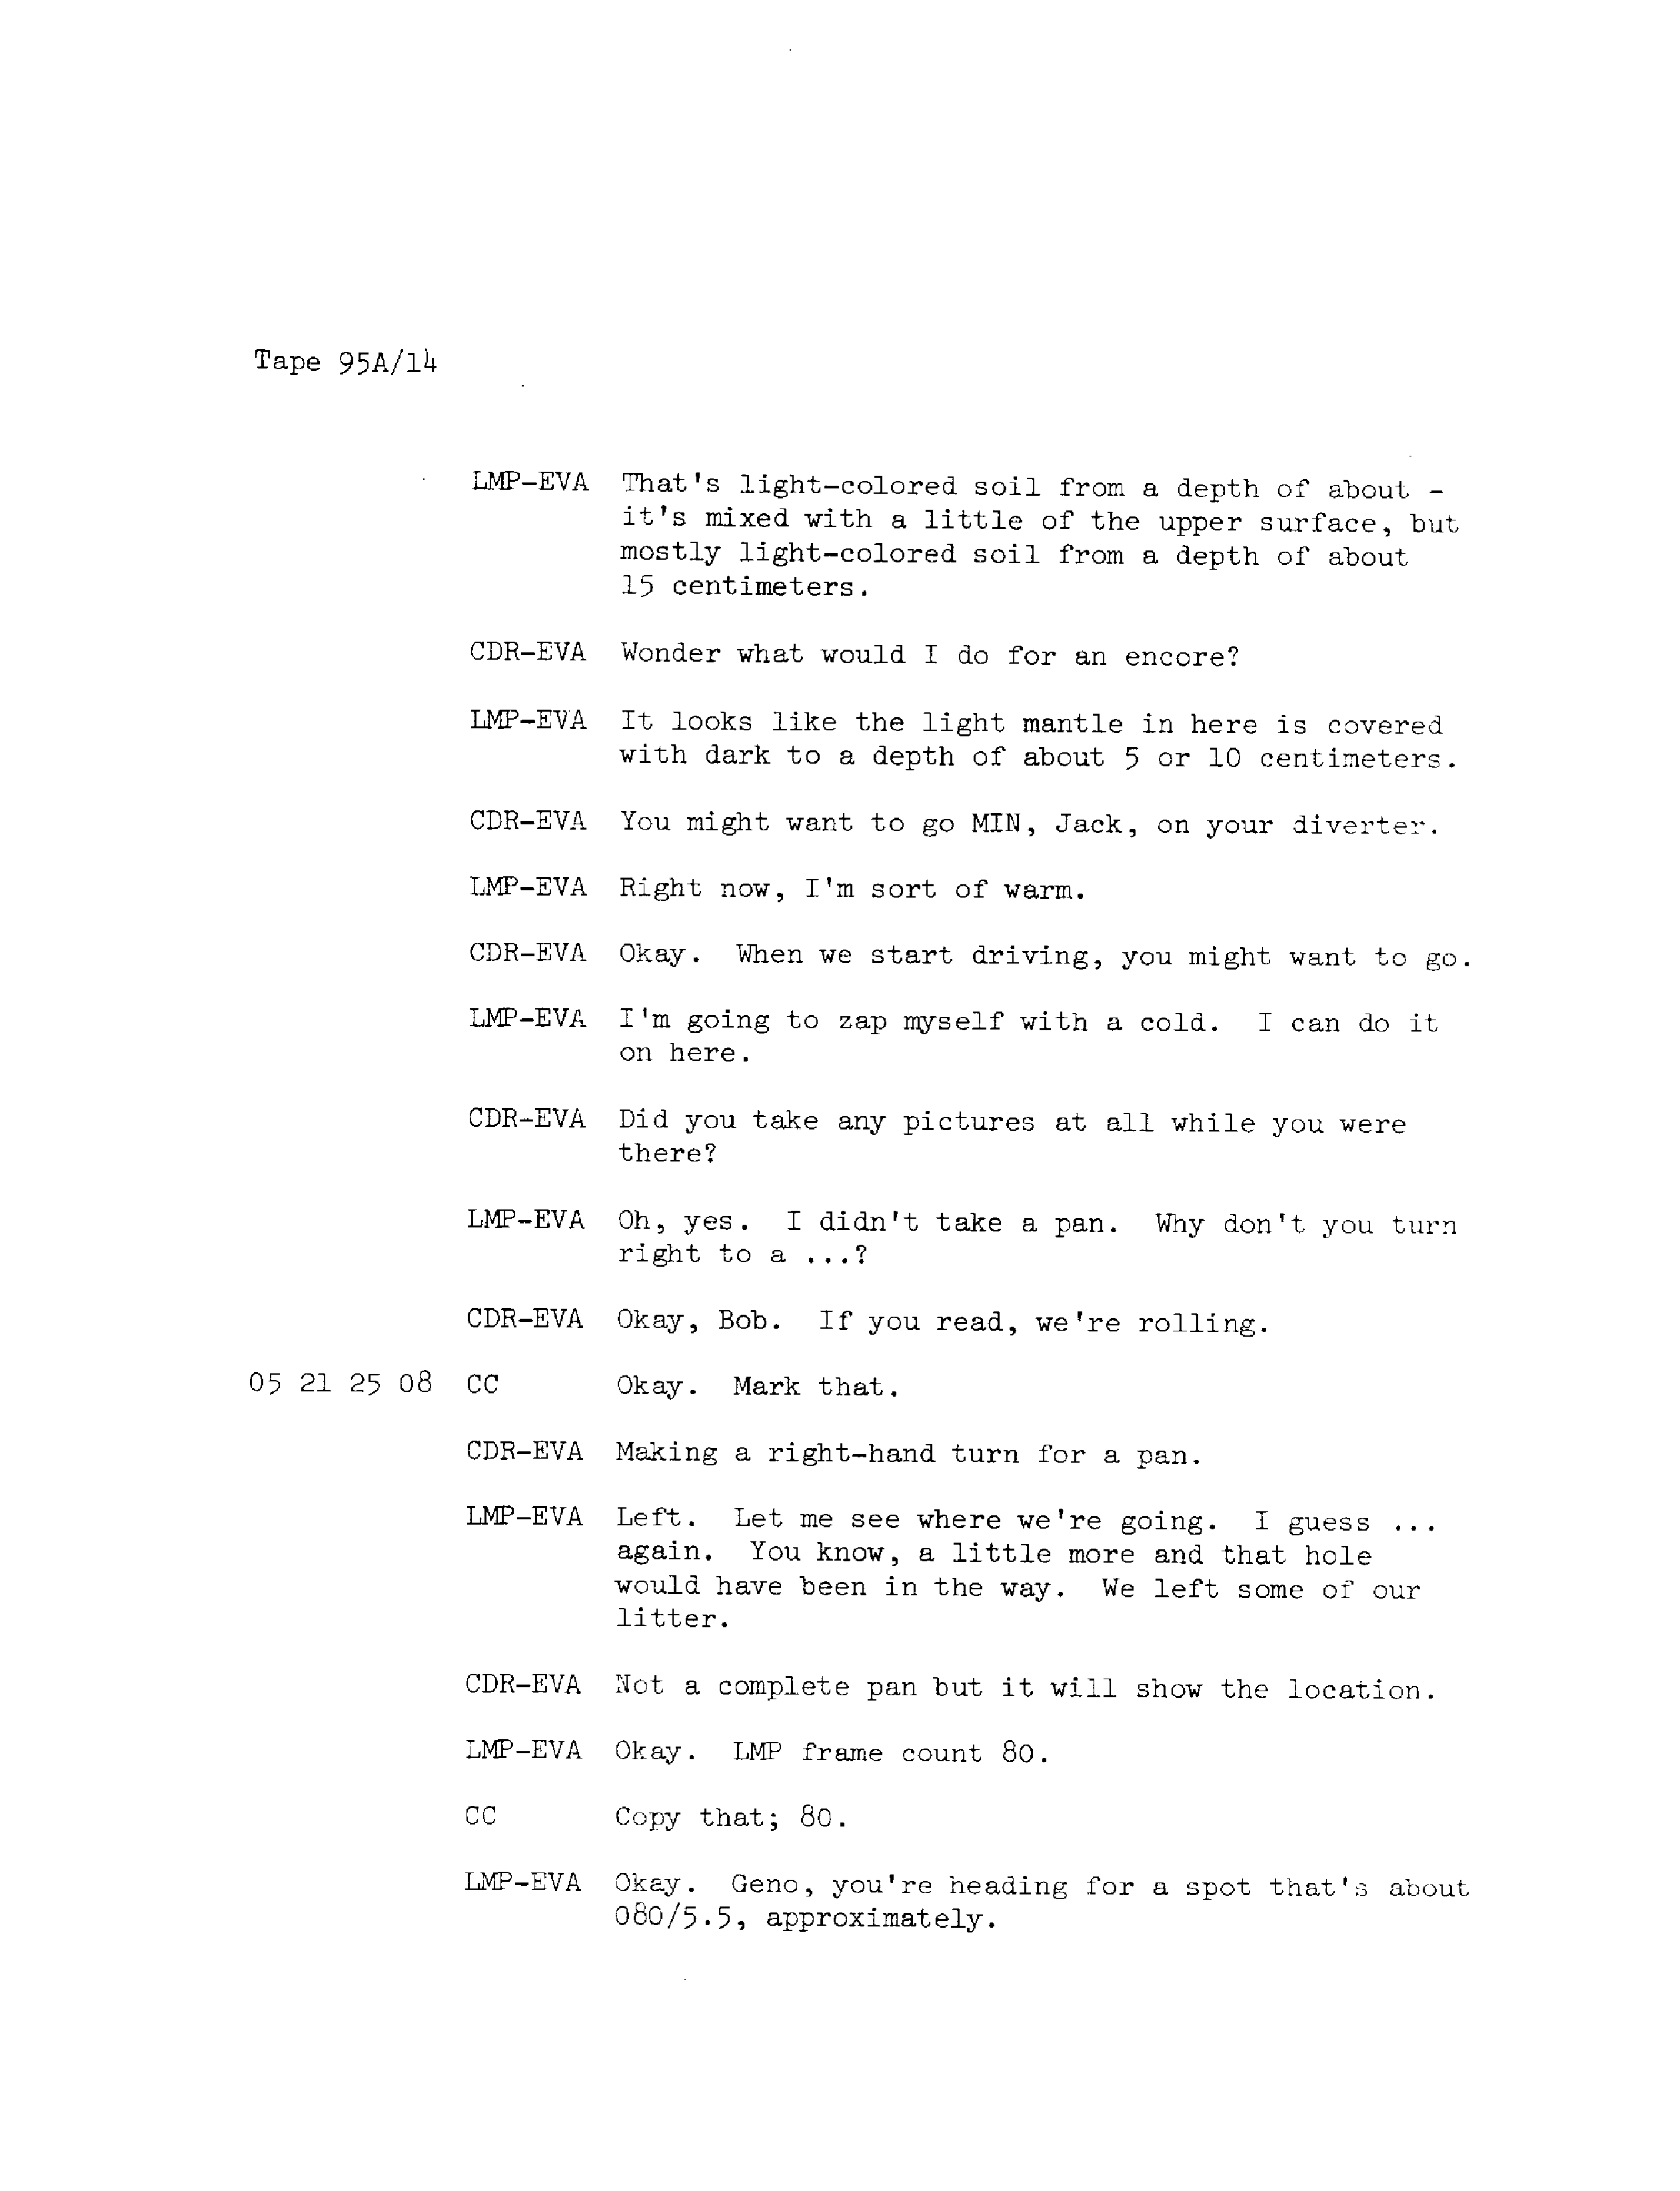 Tape 95A/14
LMP-EVA That's light-colored soil from a depth of about -
it's mixed with a little of the upper surface, but
mostly light-colored soil from a depth of about
15 centimeters.
CDR-EVA Wonder what would I do for an encore?
LMP-EVA It looks like the light mantle in here is covered
with dark to a depth of about 5 or 10 centimeters.
CDR-EVA You might want to go MIN, Jack, on your diverter.
LMP-EVA Right now, I'm sort of warm.
CDR-EVA Okay. When we start driving, you might want to go.
LMP-EVA I'm going to zap myself with a cold. I can do it
on here.
CDR-EVA Did you take any pictures at all while you were
there?
LMP-EVA Oh, yes. I didn't take a pan. Why don't you turn
right to a ...?
CDR-EVA Okay, Bob. If you read, we're rolling.
05 21 25 08 CC Okay. Mark that.
CDR-EVA Making a right-hand turn for a pan.
LMP-EVA Left. Let me see where we're going. I guess ...
again. You know, a little more and that hole
would have been in the way. We left some of our
litter.
CDR-EVA Not a complete pan but it will show the location.
LMP-EVA Okay. LMP frame count 80.
CC Copy that; 80.
LMP-EVA Okay. Geno, you're heading for a spot that's about
080/5.5, approximately.